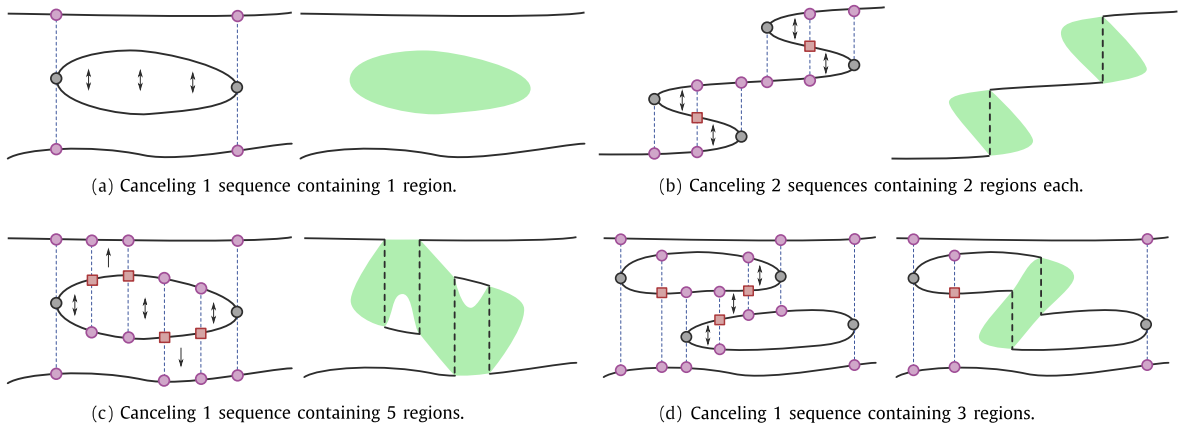 (a) Canceling 1 sequence containing 1 region.
(b) Canceling 2 sequences containing 2 regions each.
(c) Canceling 1 sequence containing 5 regions.
(d) Canceling 1 sequence containing 3 regions.